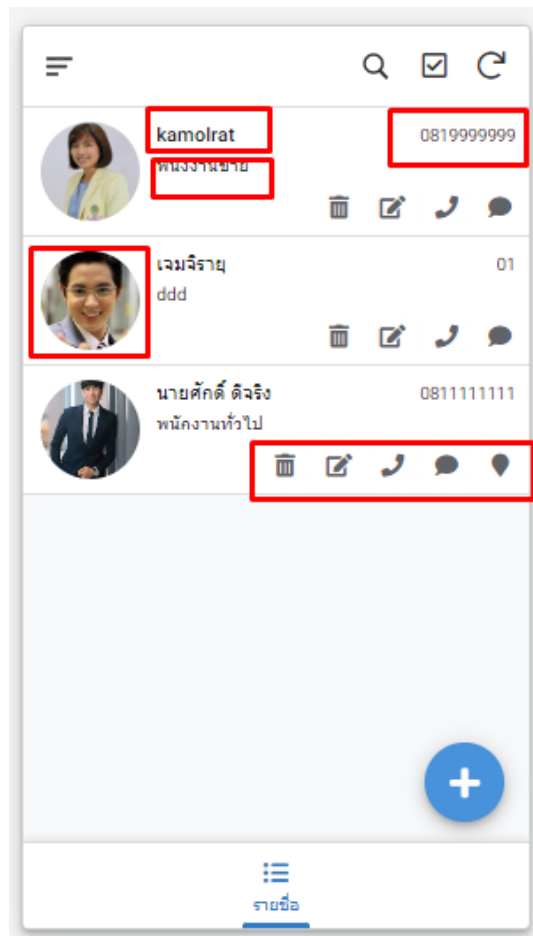 kamolrat
0819999999
พนงงานขาย
เจมจิรายุ
01
ddd
นายศักดิ์ ดีจริง
0811111111
พนักงานทั่วไป
รายชื่อ